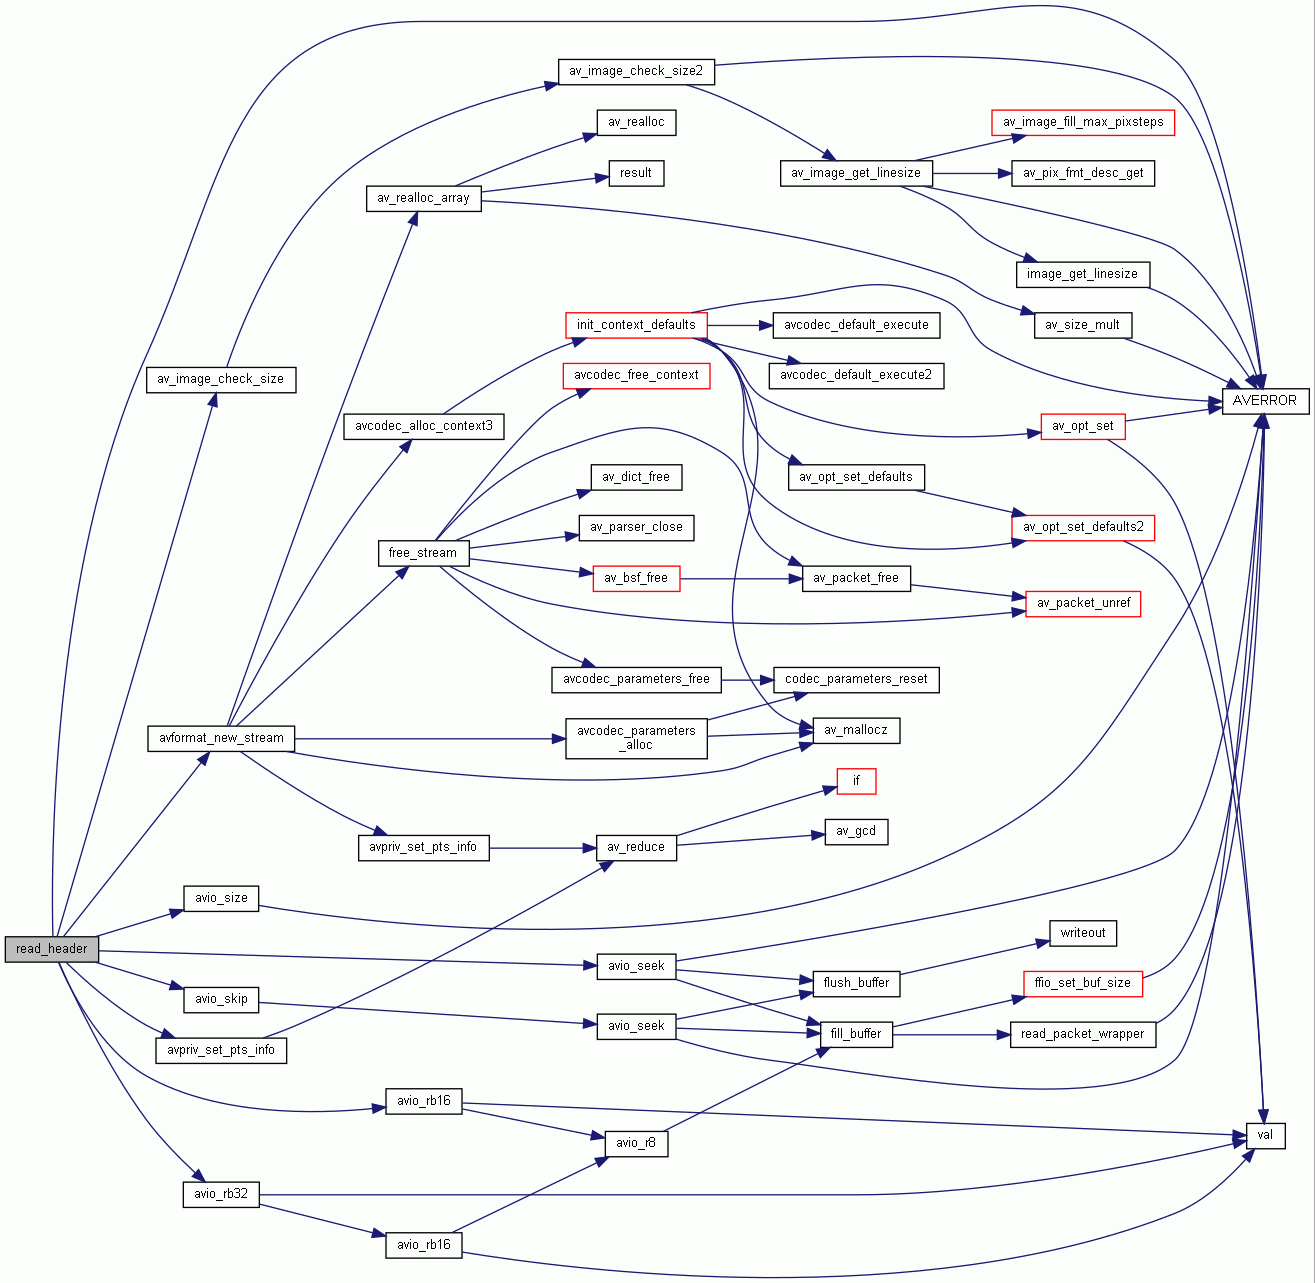 av_image_check_size2
av_realloc
av_image_fill_max_pixsteps
result
av_image_get_linesize
av_pix_fmt_desc_get
av_realloc_array
image_get_linesize
init_context_defaults
avcodec_default_execute
av_size_mult
av_image_check_size
avcodec_free_context
avcodec_default_execute2
AVERROR
avcodec_alloc_context3
av_opt_set
av_dict_free
av_opt_set_defaults
av_parser_close
av_opt_set_defaults2
free_stream
av_bsf_free
av_packet_free
av_packet_unref
avcodec_parameters_free
codec_parameters_reset
avformat_new_stream
avcodec_parameters
_alloc
av_mallocz
if
av_gcd
avpriv_set_pts_info
av_reduce
avio_size
writeout
read_header
avio_seek
flush_buffer
ffio_set_buf_size
avio_skip
avio_seek
fill_buffer
read_packet_wrapper
avpriv_set_pts_info
avio_rb16
avio_r8
val
avio_rb32
avio_rb16